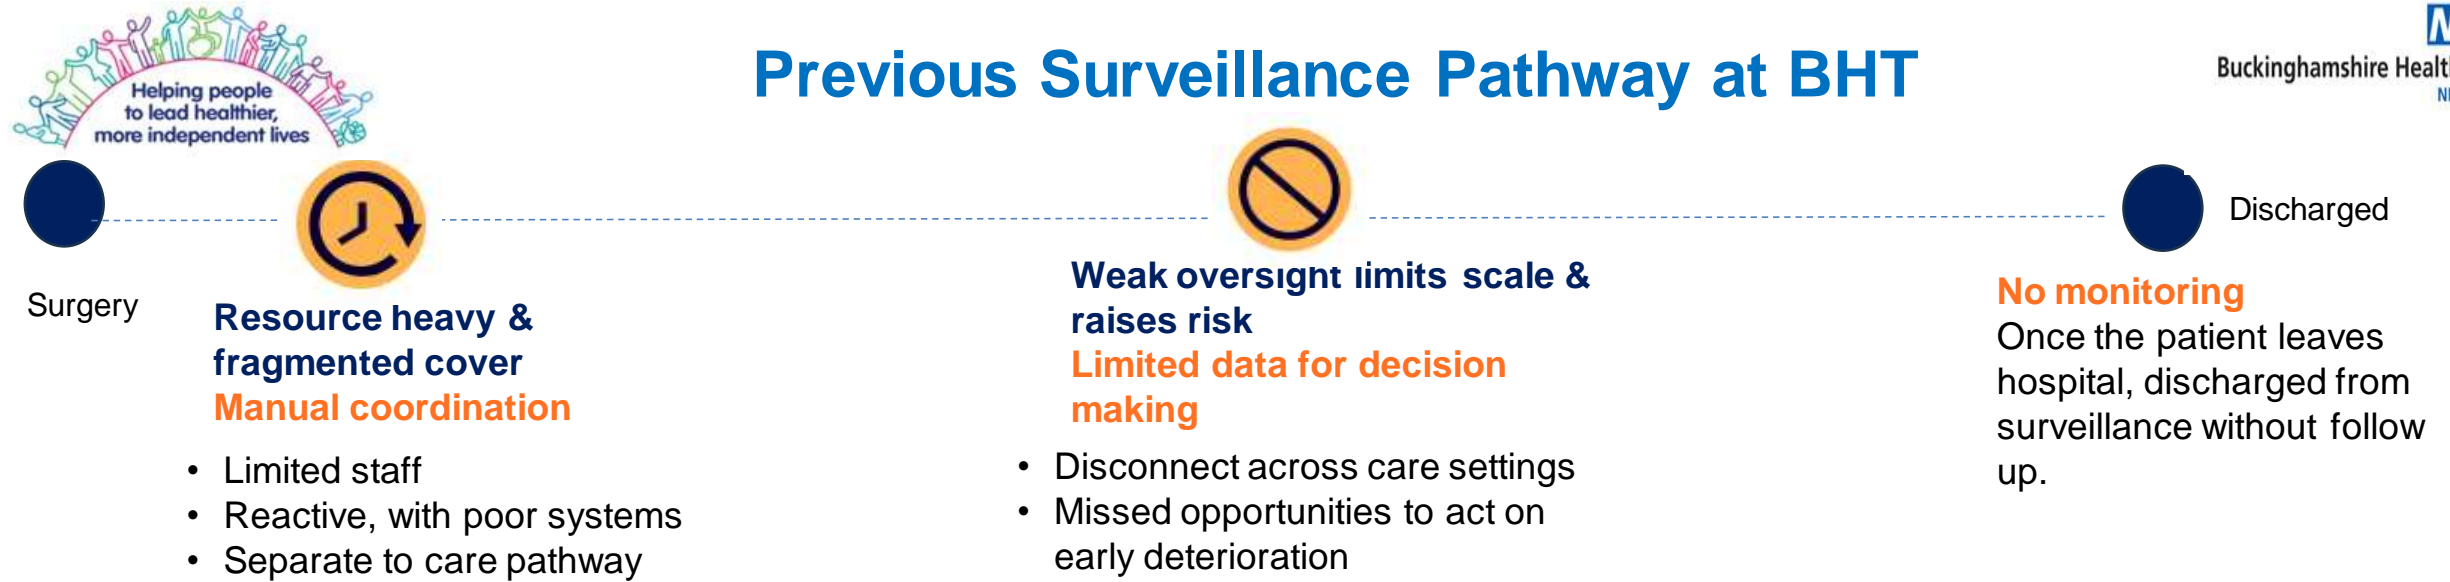 Helping people
to lead healthier,
more independent lives
Previous Surveillance Pathway at BHT
Buckinghamshire
Surgery
Resource heavy &
fragmented cover
Manual coordination
• Limited staff
• Reactive, with poor systems
• Separate to care pathway
Weak oversight limits scale &
raises risk
Limited data for decision
making
• Disconnect across care settings
• Missed opportunities to act on
early deterioration
Discharged
No monitoring
Once the patient leaves
hospital, discharged from
surveillance without follow
up.